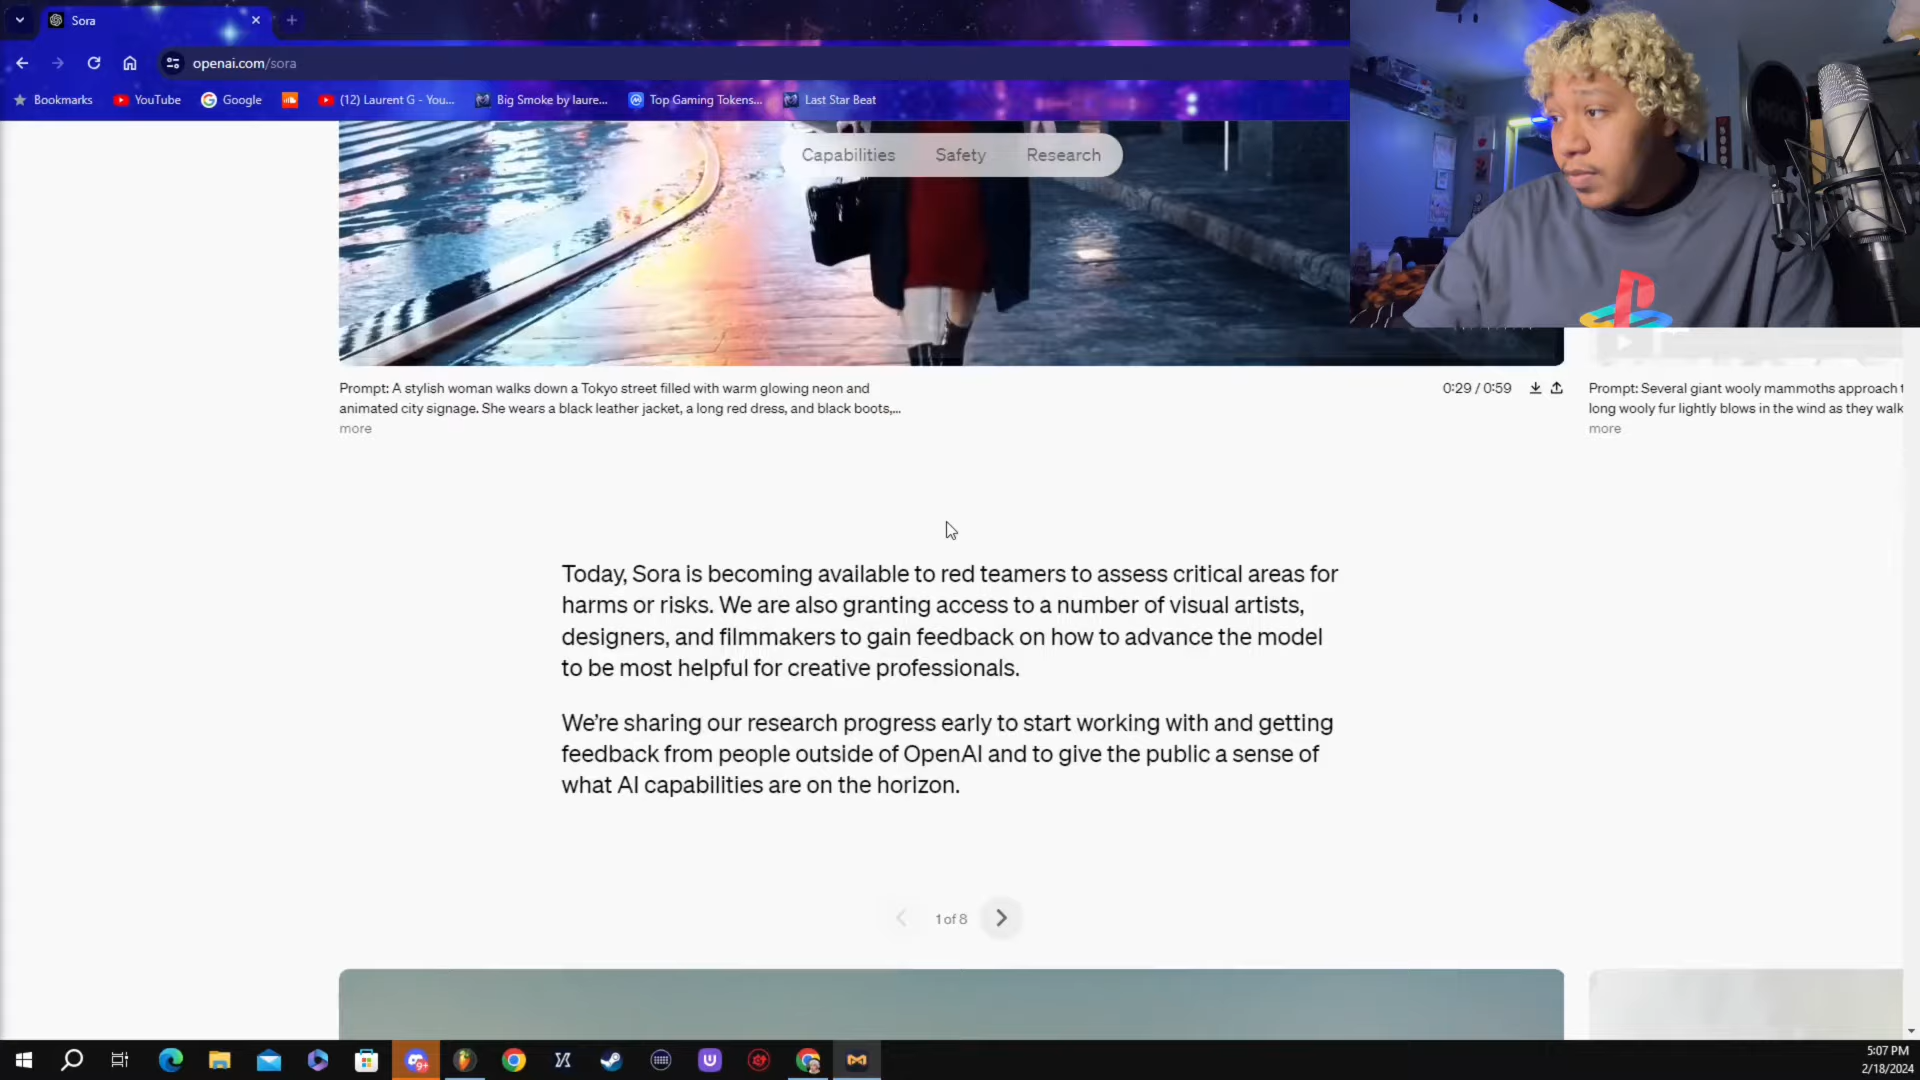 Sora
openai.com/sora
Bookmarks
YouTube
Google
(12) Laurent G - You...
Big Smoke by laure...
Top Gaming Tokens...
Last Star Beat
Capabilities
Safety
Research
Prompt: A stylish woman walks down a Tokyo street filled with warm glowing neon and
animated city signage. She wears a black leather jacket, a long red dress, and black boots,...
more
0:29 / 0:59
Prompt: Several giant wooly mammoths approach
long wooly fur lightly blows in the wind as they walk
more
Today, Sora is becoming available to red teamers to assess critical areas for
harms or risks. We are also granting access to a number of visual artists,
designers, and filmmakers to gain feedback on how to advance the model
to be most helpful for creative professionals.
We’re sharing our research progress early to start working with and getting
feedback from people outside of OpenAI and to give the public a sense of
what AI capabilities are on the horizon.
1 of 8
9+
5:07 PM
2/18/2024